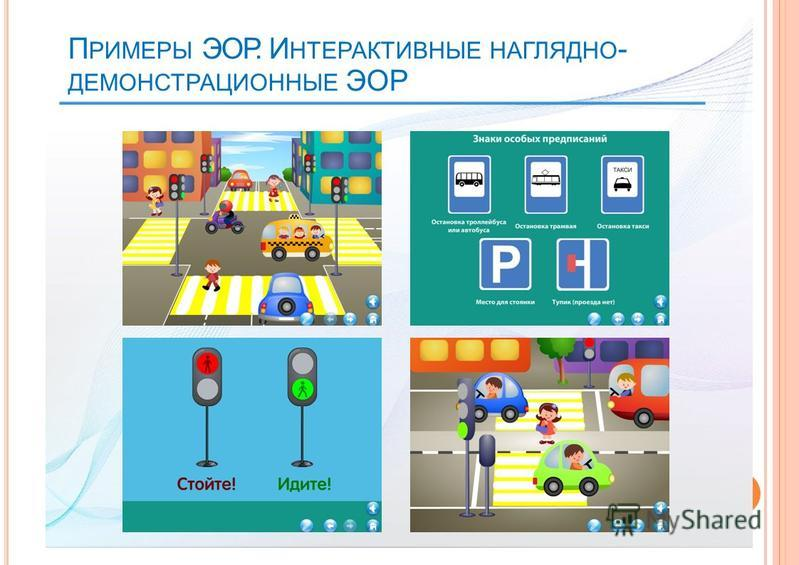 ПРИМЕРЫ ЭОР. ИНТЕРАКТИВНЫЕ НАГЛЯДНО-
ДЕМОНСТРАЦИОННЫЕ ЭОР
Знаки особых предписаний
ТАКСИ
Остановка троллейбуса
или автобуса
Остановка трамвая
Остановка такси
P
Место для стоянки
Тупик (проезда нет)
Стойте!
Идите!
MyShared